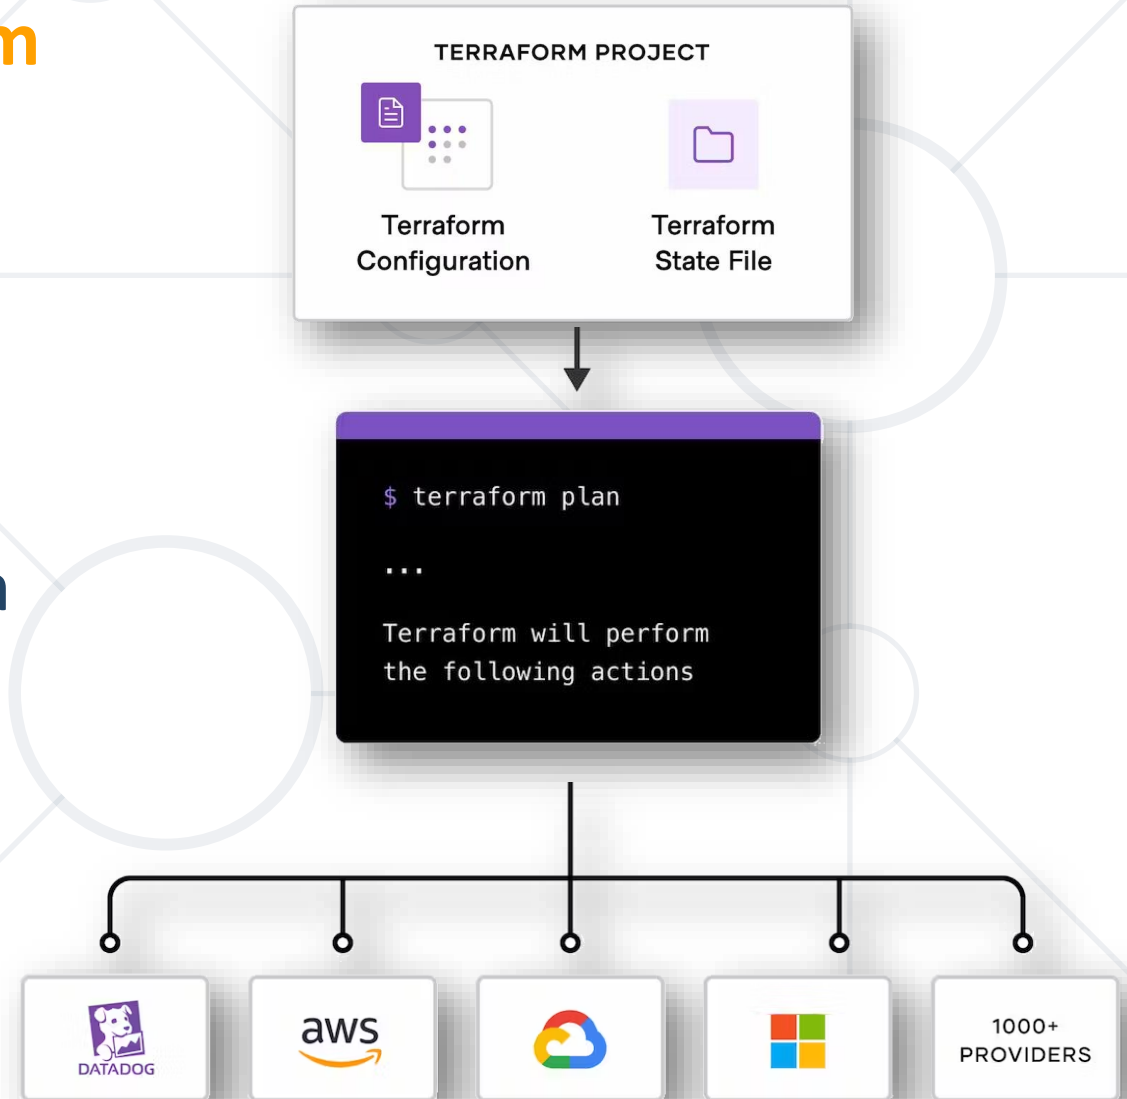 m
TERRAFORM PROJECT
Terraform
Configuration
Terraform
State File
$ terraform plan
...
Terraform will perform
the following actions
DATADOG
aws
1000+
PROVIDERS